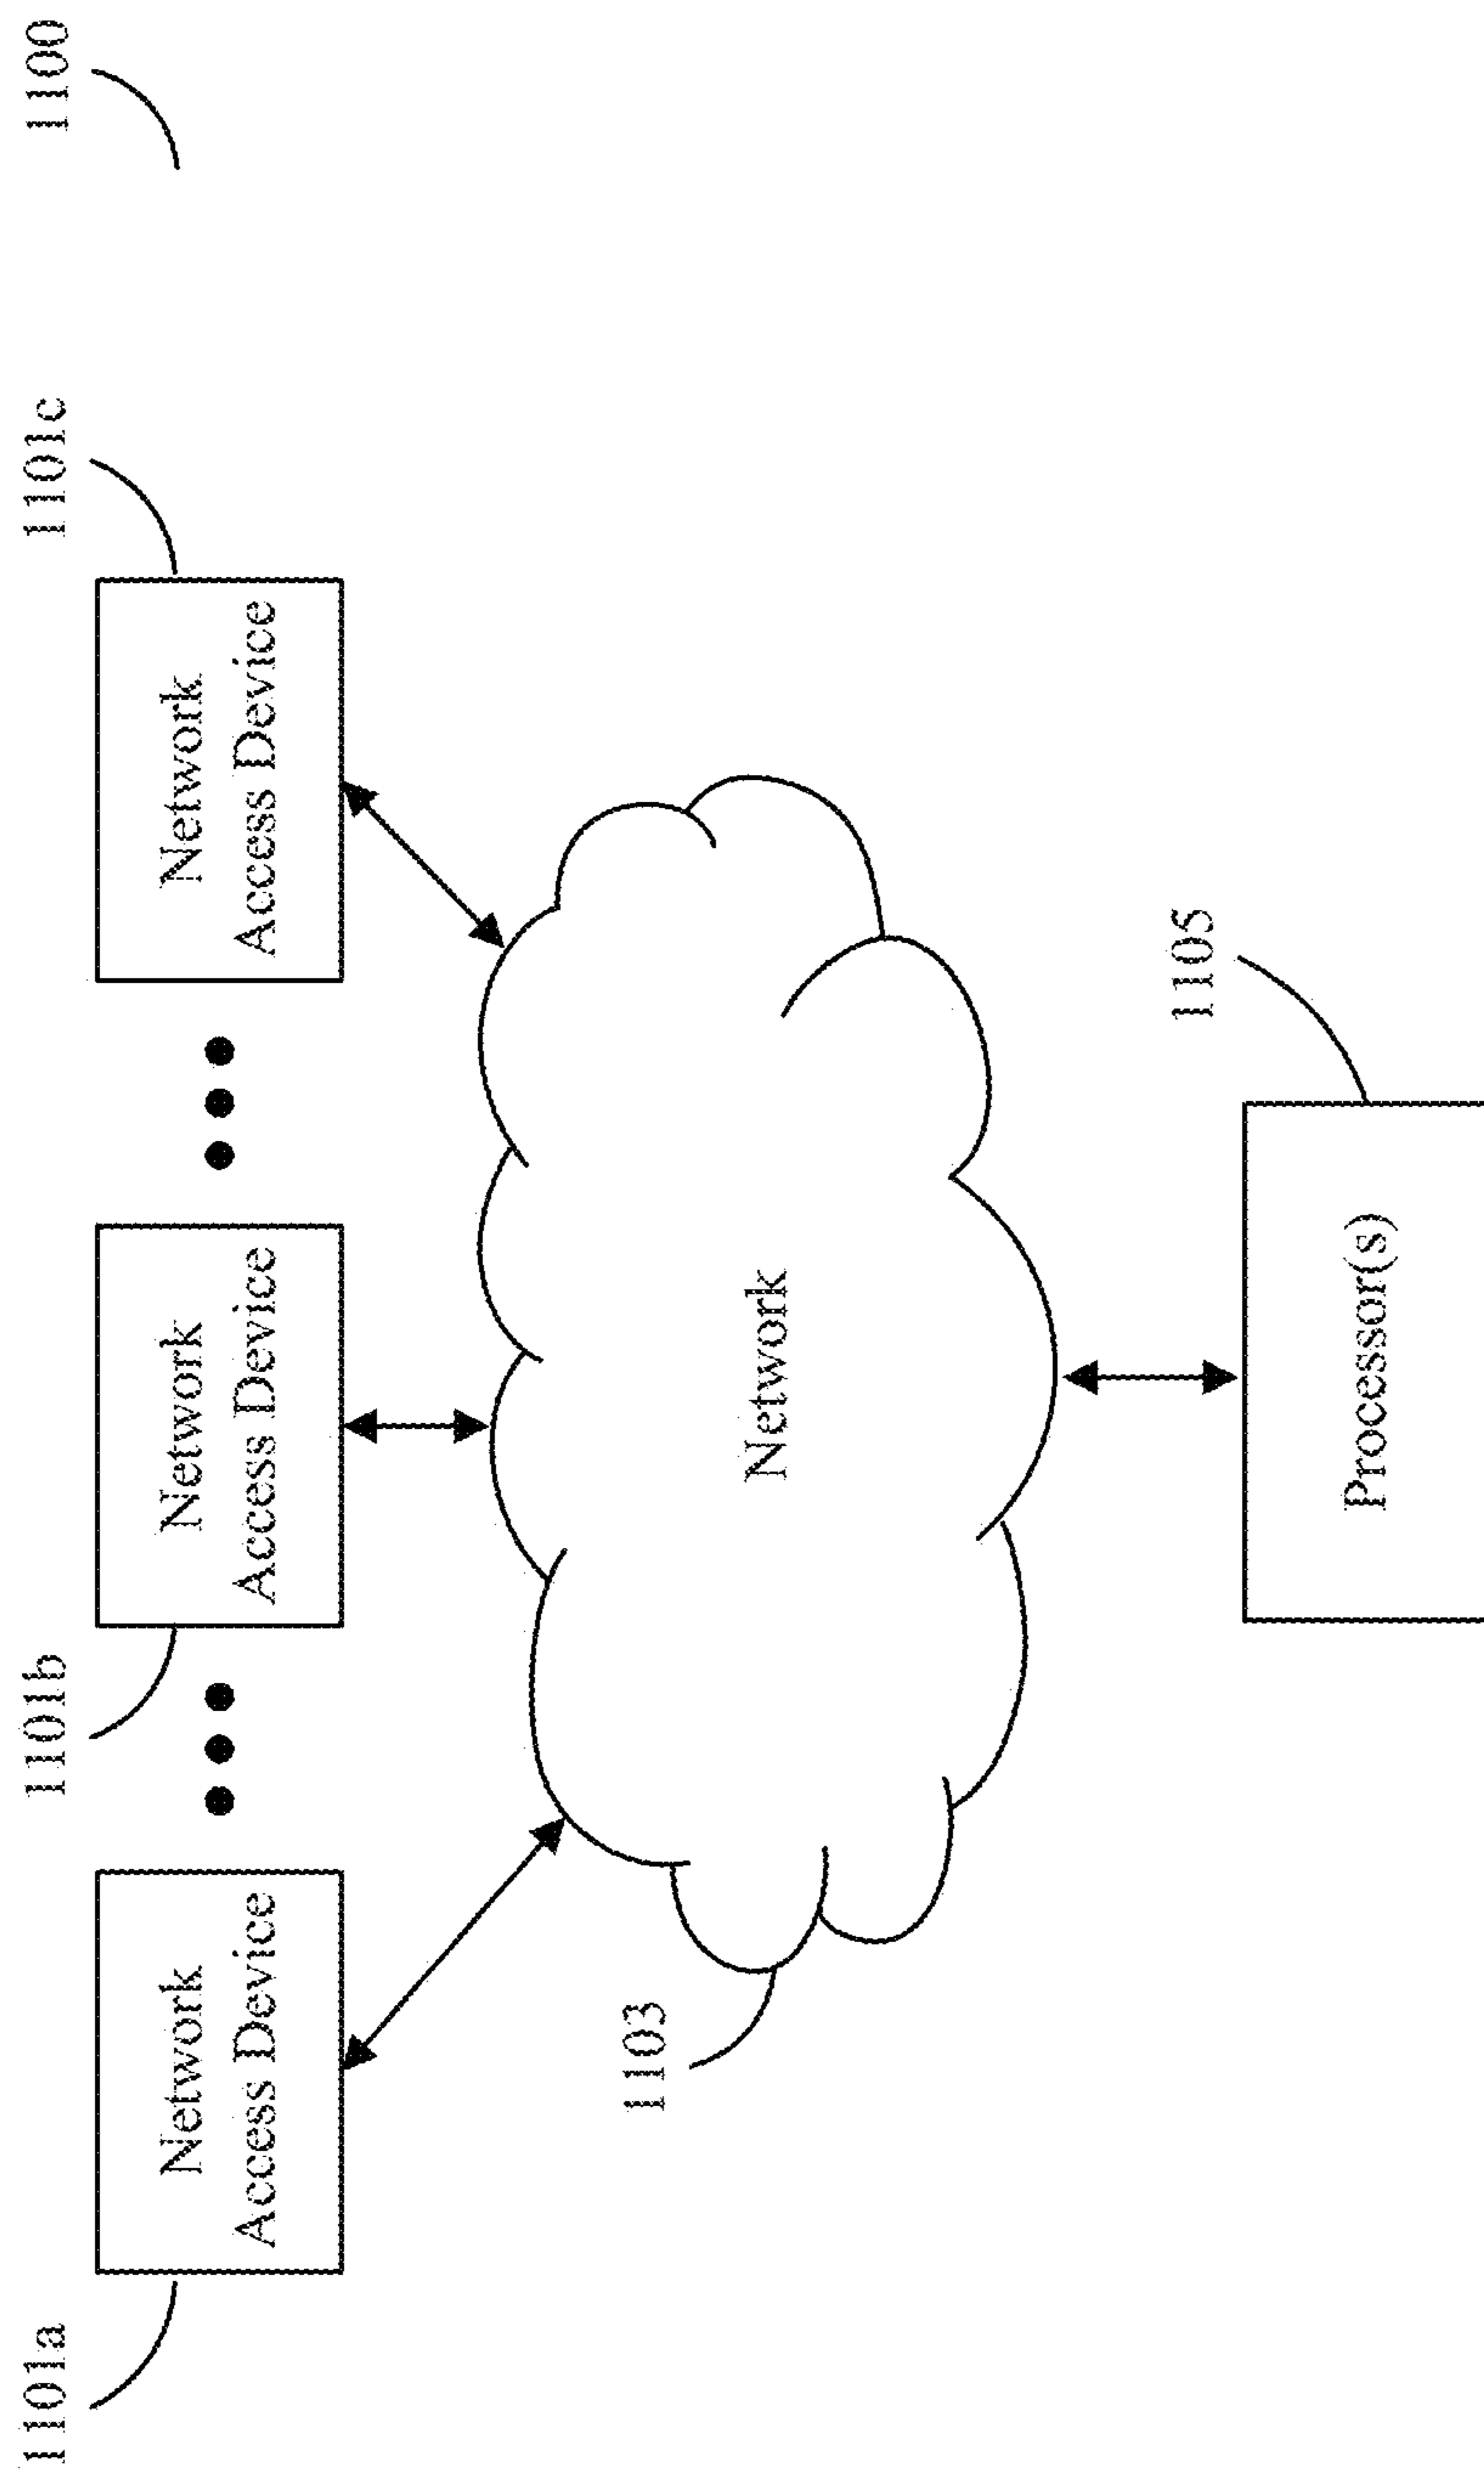 1101a
1101b
1101c
1100
Network
Access Device
Network
Access Device
Network
Access Device
1103
Network
1105
Processor(s)